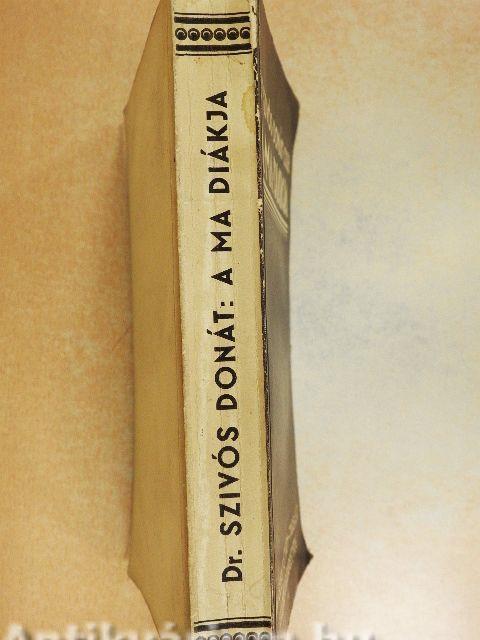 Dr. SZIVÓS DONÁT: A MA DIÁKJA